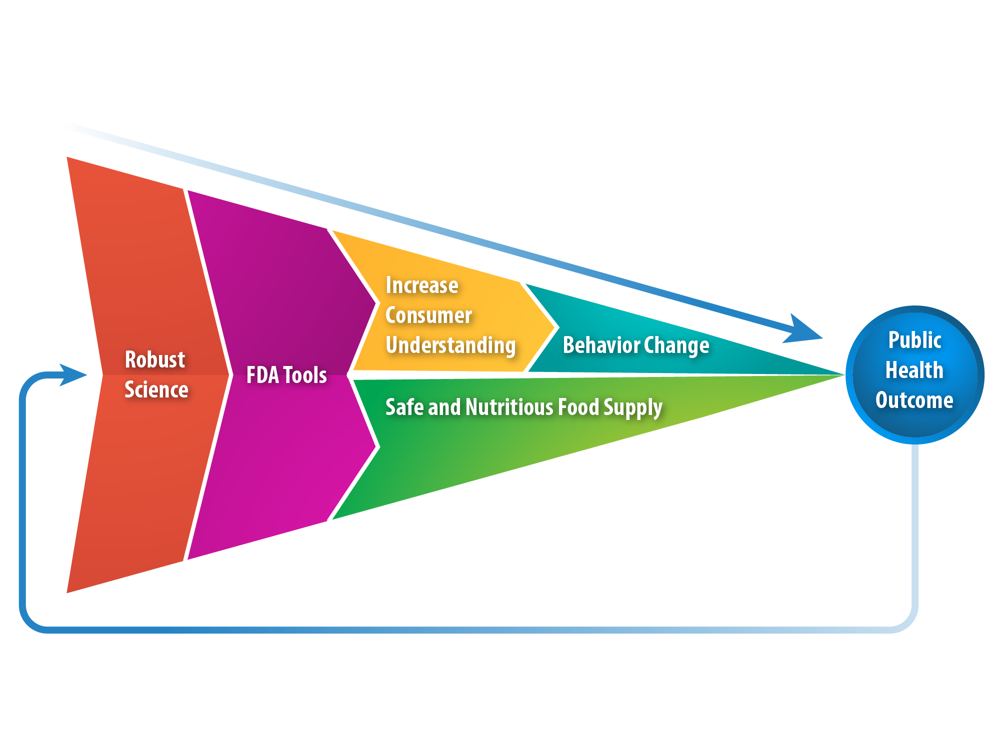 Robust
Science
FDA Tools
Increase
Consumer
Understanding
Behavior Change
Safe and Nutritious Food Supply
Public
Health
Outcome